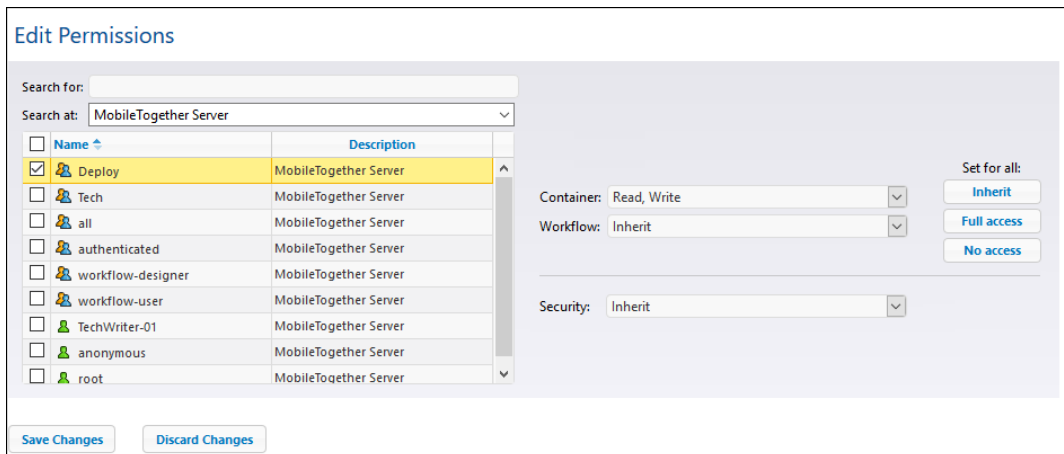 Edit Permissions
Search for:
Search at: MobileTogether Server
Name Description
Deploy MobileTogether Server
Tech MobileTogether Server
all MobileTogether Server
authenticated MobileTogether Server
workflow-designer MobileTogether Server
workflow-user MobileTogether Server
TechWriter-01 MobileTogether Server
anonymous MobileTogether Server
root MobileTogether Server
Container: Read, Write
Workflow: Inherit
Security: Inherit
Set for all:
Inherit
Full access
No access
Save Changes Discard Changes